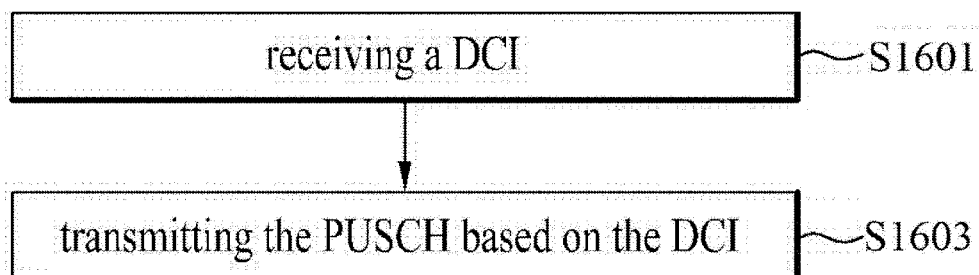 receiving a DCI S1601
transmitting the PUSCH based on the DCI S1603